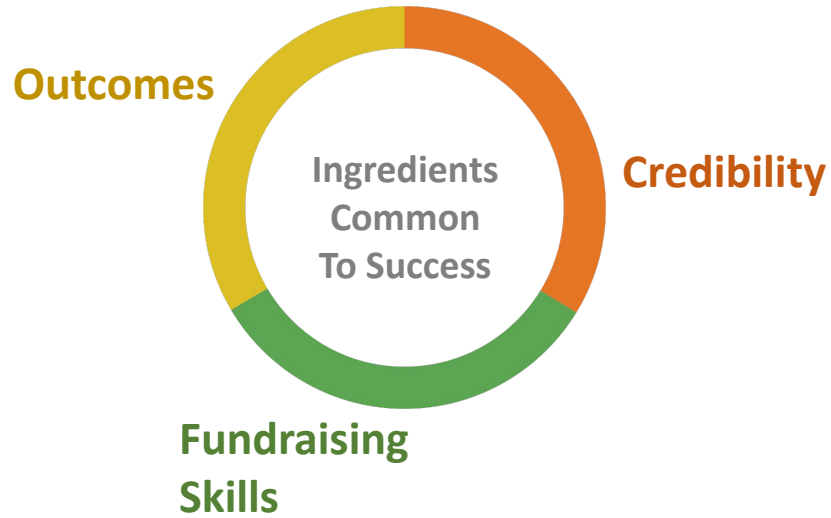 Outcomes
Ingredients
Common
To Success
Credibility
Fundraising
Skills